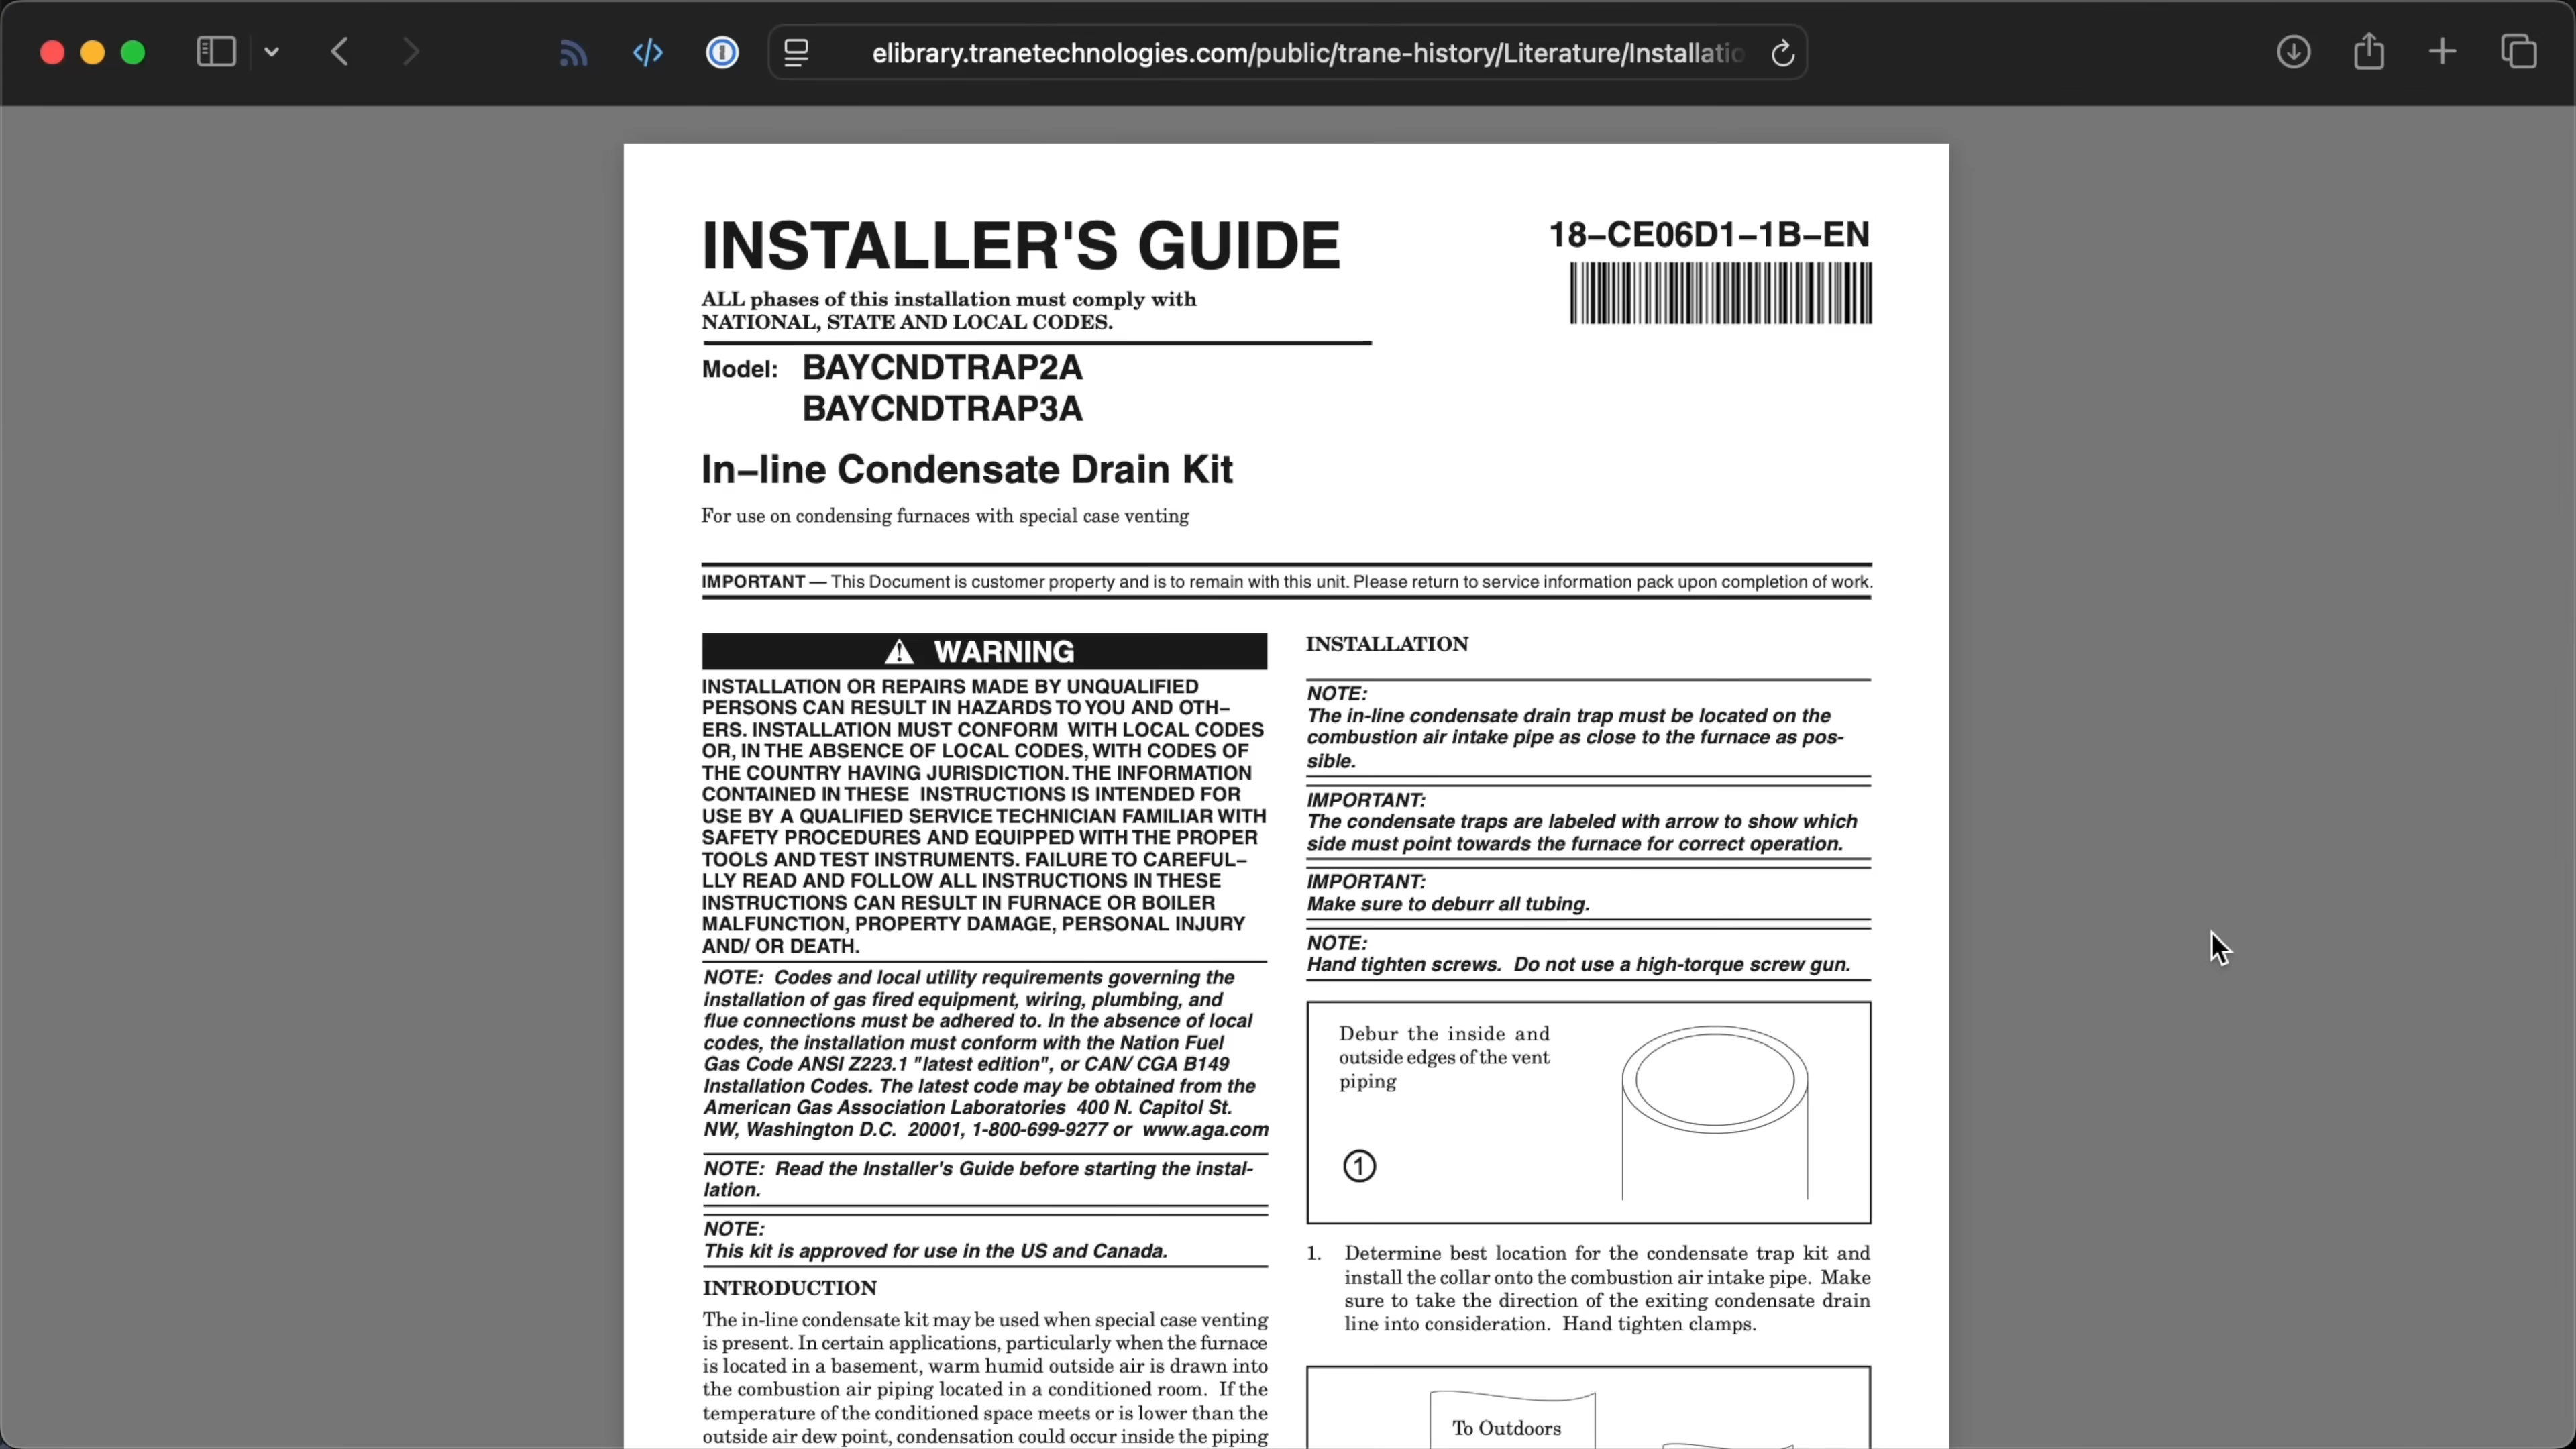 elibrary.tranetechnologies.com/public/trane-history/Literature/Installatio
INSTALLER'S GUIDE
18–CE06D1–1B–EN
ALL phases of this installation must comply with
NATIONAL, STATE AND LOCAL CODES.
Model: BAYCNDTRAP2A
BAYCNDTRAP3A
In–line Condensate Drain Kit
For use on condensing furnaces with special case venting
IMPORTANT — This Document is customer property and is to remain with this unit. Please return to service information pack upon completion of work.
WARNING
INSTALLATION OR REPAIRS MADE BY UNQUALIFIED
PERSONS CAN RESULT IN HAZARDS TO YOU AND OTH–
ERS. INSTALLATION MUST CONFORM WITH LOCAL CODES
OR, IN THE ABSENCE OF LOCAL CODES, WITH CODES OF
THE COUNTRY HAVING JURISDICTION. THE INFORMATION
CONTAINED IN THESE INSTRUCTIONS IS INTENDED FOR
USE BY A QUALIFIED SERVICE TECHNICIAN FAMILIAR WITH
SAFETY PROCEDURES AND EQUIPPED WITH THE PROPER
TOOLS AND TEST INSTRUMENTS. FAILURE TO CAREFUL–
LLY READ AND FOLLOW ALL INSTRUCTIONS IN THESE
INSTRUCTIONS CAN RESULT IN FURNACE OR BOILER
MALFUNCTION, PROPERTY DAMAGE, PERSONAL INJURY
AND/ OR DEATH.
NOTE: Codes and local utility requirements governing the
installation of gas fired equipment, wiring, plumbing, and
flue connections must be adhered to. In the absence of local
codes, the installation must conform with the Nation Fuel
Gas Code ANSI Z223.1 "latest edition", or CAN/ CGA B149
Installation Codes. The latest code may be obtained from the
American Gas Association Laboratories 400 N. Capitol St.
NW, Washington D.C. 20001, 1-800-699-9277 or www.aga.com
NOTE: Read the Installer's Guide before starting the instal-
lation.
NOTE:
This kit is approved for use in the US and Canada.
INTRODUCTION
The in-line condensate kit may be used when special case venting
is present. In certain applications, particularly when the furnace
is located in a basement, warm humid outside air is drawn into
the combustion air piping located in a conditioned room. If the
temperature of the conditioned space meets or is lower than the
outside air dew point, condensation could occur inside the piping
INSTALLATION
NOTE:
The in-line condensate drain trap must be located on the
combustion air intake pipe as close to the furnace as pos-
sible.
IMPORTANT:
The condensate traps are labeled with arrow to show which
side must point towards the furnace for correct operation.
IMPORTANT:
Make sure to deburr all tubing.
NOTE:
Hand tighten screws. Do not use a high-torque screw gun.
Debur the inside and
outside edges of the vent
piping
1
1. Determine best location for the condensate trap kit and
install the collar onto the combustion air intake pipe. Make
sure to take the direction of the exiting condensate drain
line into consideration. Hand tighten clamps.
To Outdoors